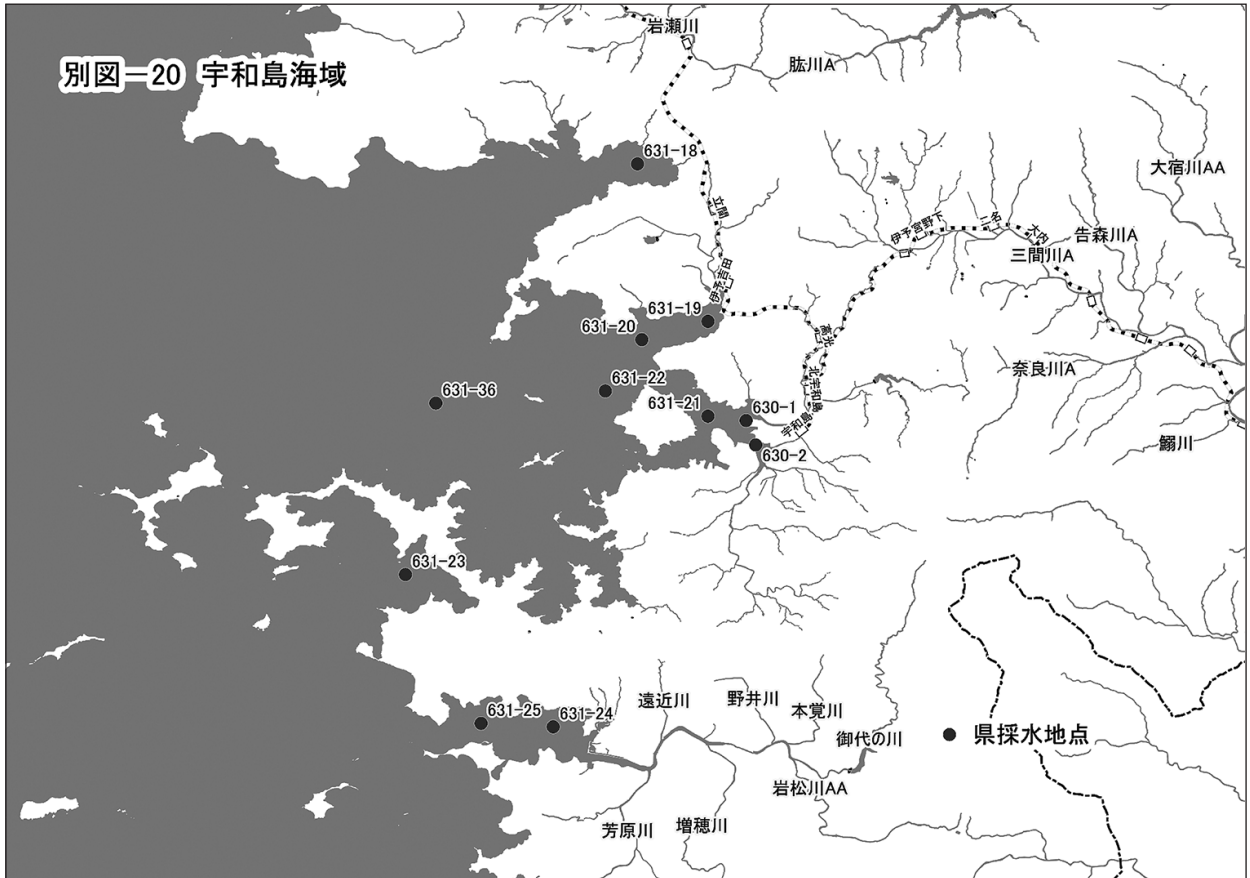 岩瀬川
別図－20 宇和島海域
肱川A
631-18
大宿川AA
立間
伊予宮野下
二名
大内
告森川A
三間川A
伊予吉田
631-19
631-20
高光
奈良川A
631-22
631-36
北宇和島
631-21
630-1
宇和島
630-2
鰯川
631-23
遠近川
野井川
本覚川
631-25
631-24
御代の川
県採水地点
岩松川AA
芳原川
増穂川